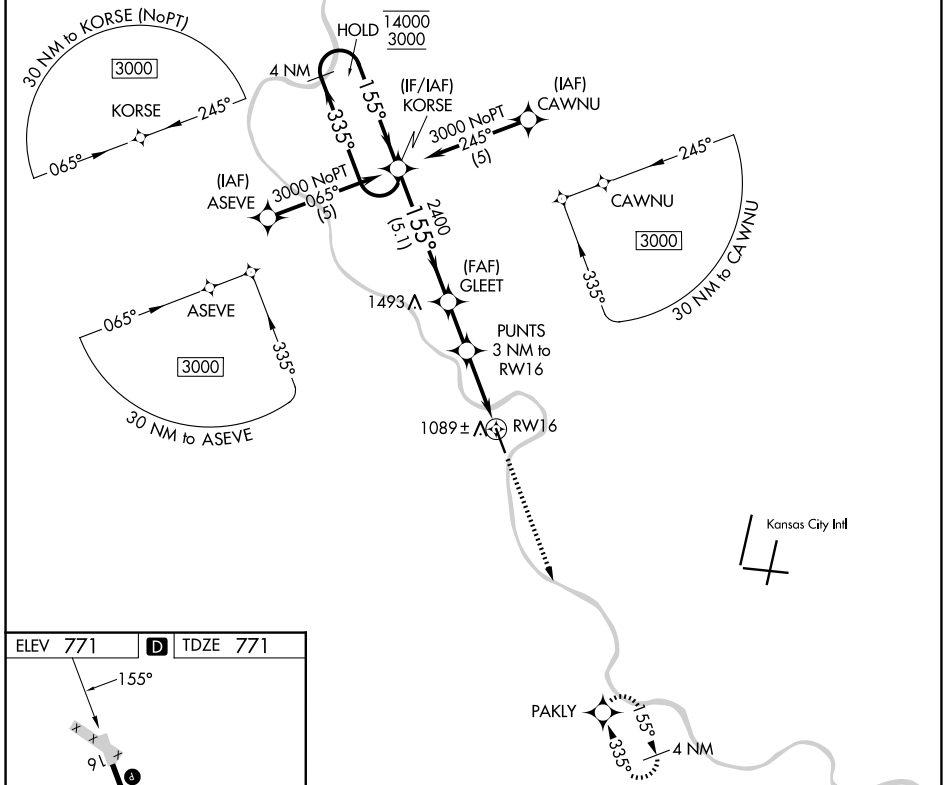 30 NM to KORSE (NoPT)
3000
KORSE
245°
065°
HOLD
14000
3000
4 NM
155°
335°
(IF/IAF)
KORSE
(IAF)
CAWNU
3000 NoPT
245°
(5)
(IAF)
ASEVE
3000 NoPT
065°
(5)
2400
155°
(5.1)
245°
CAWNU
3000
335°
30 NM to CAWNU
065°
ASEVE
3000
335°
30 NM to ASEVE
(FAF)
GLEET
1493
PUNTS
3 NM to
RW16
1089 ±
RW16
Kansas City Intl
ELEV 771
D
TDZE 771
155°
16
P
PAKLY
155°
335°
4 NM